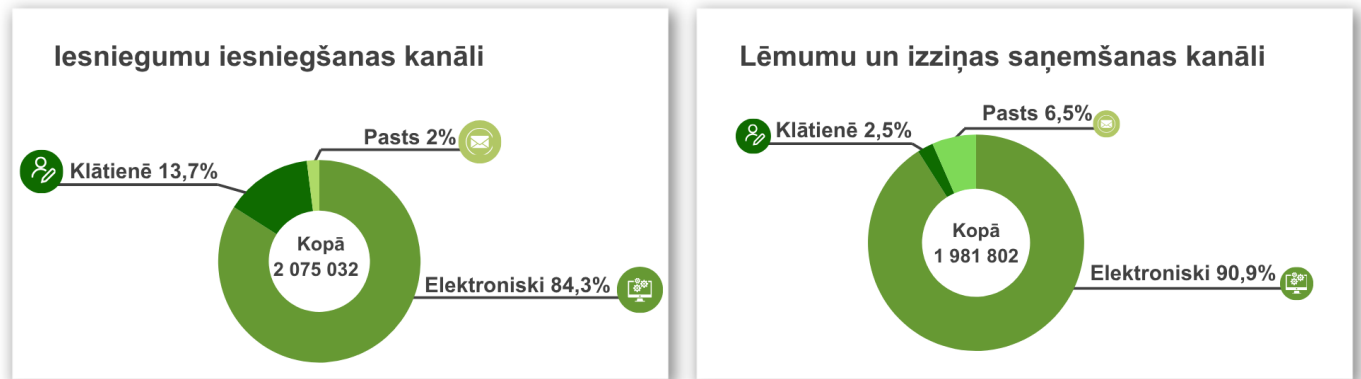 Iesniegumu iesniegšanas kanāli
Pasts 2%
Klātienē 13,7%
Kopā
2 075 032
Elektroniski 84,3%
Lēmumu un izziņas saņemšanas kanāli
Pasts 6,5%
Klātienē 2,5%
Kopā
1 981 802
Elektroniski 90,9%